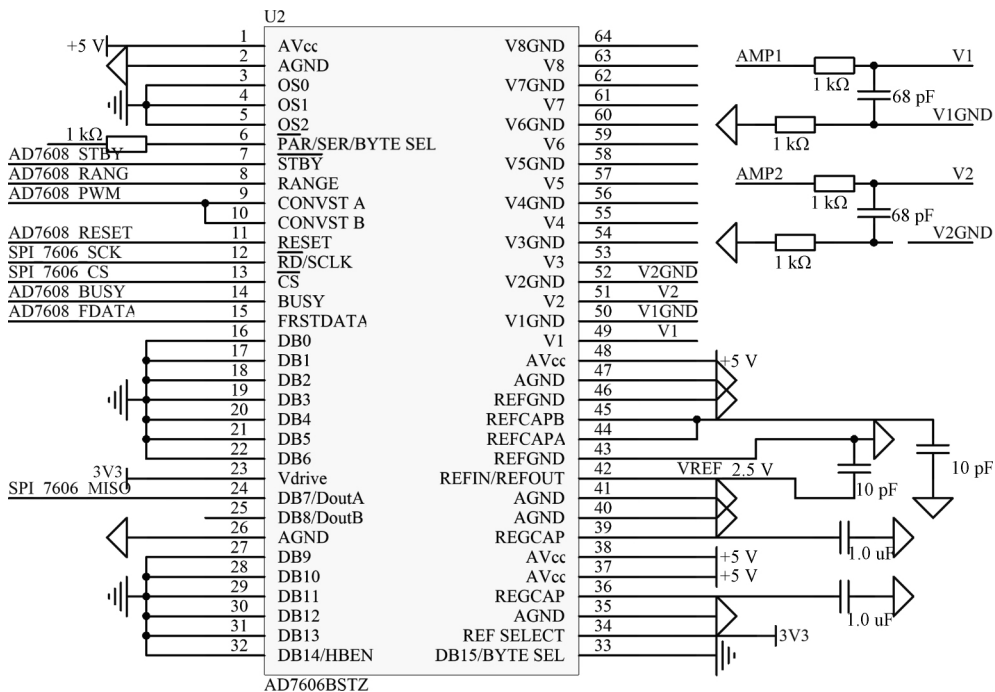 U2
+5 V
1 AVcc V8GND 64
2 AGND V8 63
3 OS0 V7GND 62
4 OS1 V7 61
5 OS2 V6GND 60
1 kΩ
6 PAR/SER/BYTE SEL V6 59
AD7608 STBY 7 STBY V5GND 58
AD7608 RANG 8 RANGE V5 57
AD7608 PWM 9 CONVST A V4GND 56
10 CONVST B V4 55
AD7608 RESET 11 RESET V3GND 54
SPI 7606 SCK 12 RD/SCLK V3 53
SPI 7606 CS 13 CS V2GND 52 V2GND
AD7608 BUSY 14 BUSY V2 51 V2
AD7608 FDATA 15 FRSTDATA V1GND 50 V1GND
16 DB0 V1 49 V1
17 DB1 AVcc 48 +5 V
18 DB2 AGND 47
19 DB3 REFGND 46
20 DB4 REFCAPB 45
21 DB5 REFCAPA 44
22 DB6 REFGND 43
3V3 23 Vdrive REFIN/REFOUT 42 VREF 2.5 V
SPI 7606 MISO 24 DB7/DoutA AGND 41
25 DB8/DoutB AGND 40
26 AGND REGCAP 39
27 DB9 AVcc 38 +5 V
28 DB10 AVcc 37 +5 V
29 DB11 REGCAP 36
30 DB12 AGND 35
31 DB13 REF SELECT 34 3V3
32 DB14/HBEN DB15/BYTE SEL 33
AD7606BSTZ
AMP1 V1
1 kΩ
68 pF
V1GND
1 kΩ
AMP2 V2
1 kΩ
68 pF
V2GND
1 kΩ
10 pF
10 pF
1.0 uF
1.0 uF